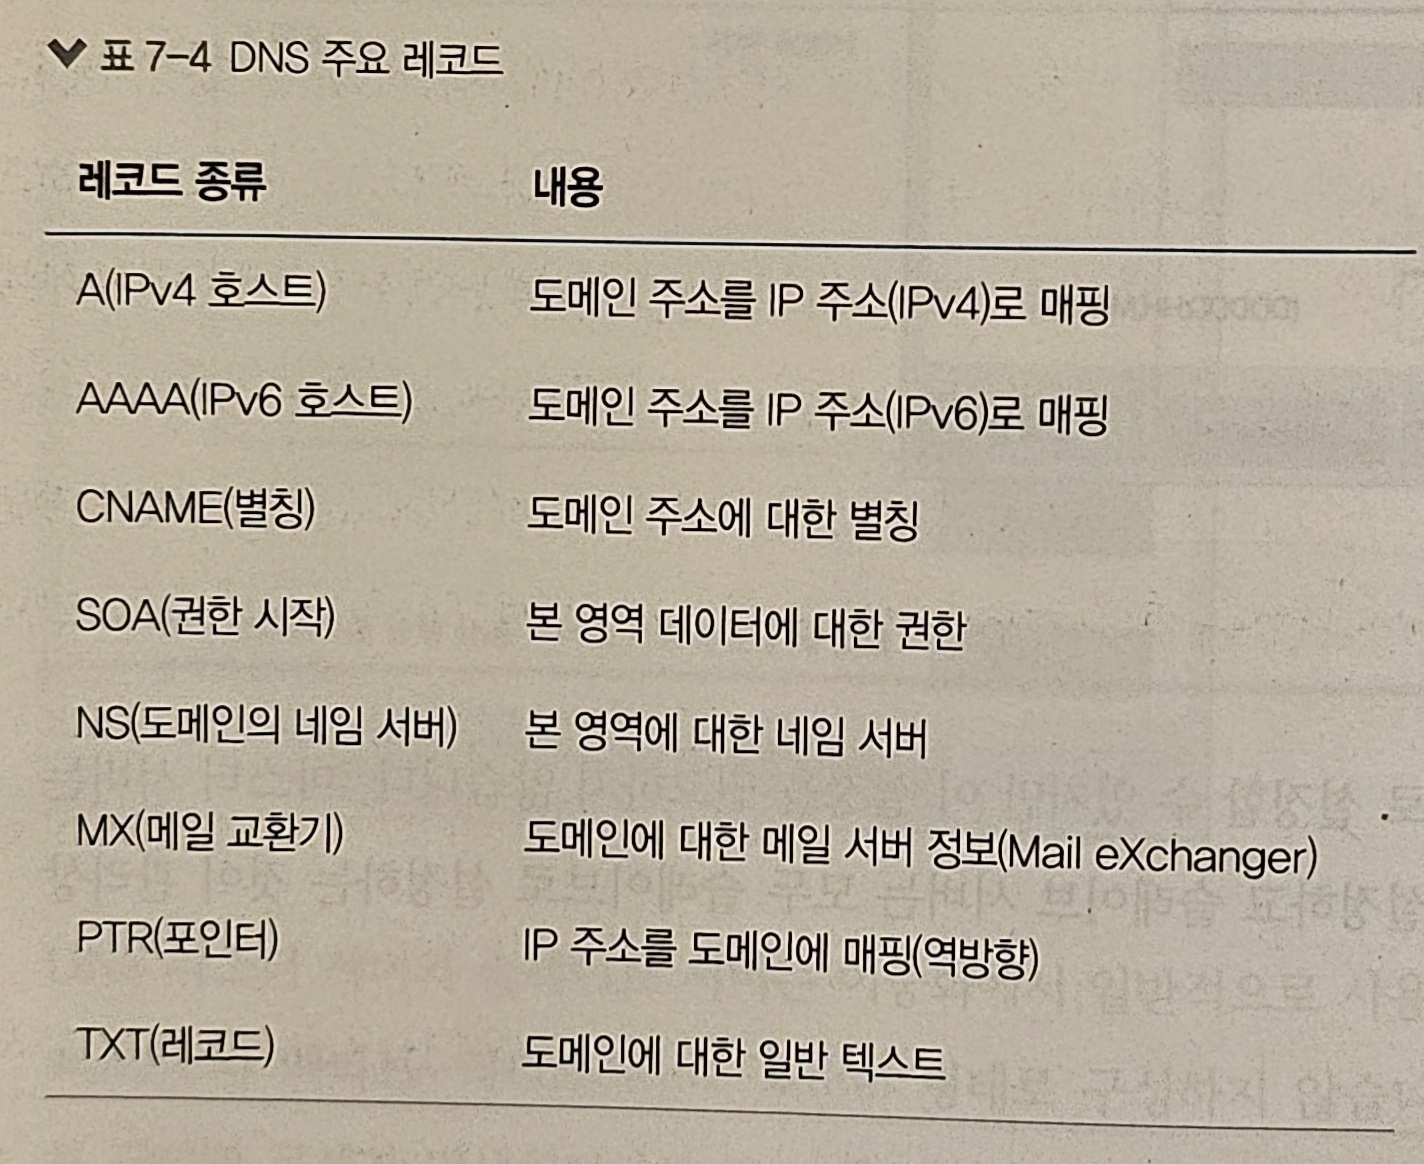 표 7-4 DNS 주요 레코드
레코드 종류 내용
A(IPv4 호스트) 도메인 주소를 IP 주소(IPv4)로 매핑
AAAA(IPv6 호스트) 도메인 주소를 IP 주소(IPv6)로 매핑
CNAME(별칭) 도메인 주소에 대한 별칭
SOA(권한 시작) 본 영역 데이터에 대한 권한
NS(도메인의 네임 서버) 본 영역에 대한 네임 서버
MX(메일 교환기) 도메인에 대한 메일 서버 정보(Mail eXchanger)
PTR(포인터) IP 주소를 도메인에 매핑(역방향)
TXT(레코드) 도메인에 대한 일반 텍스트